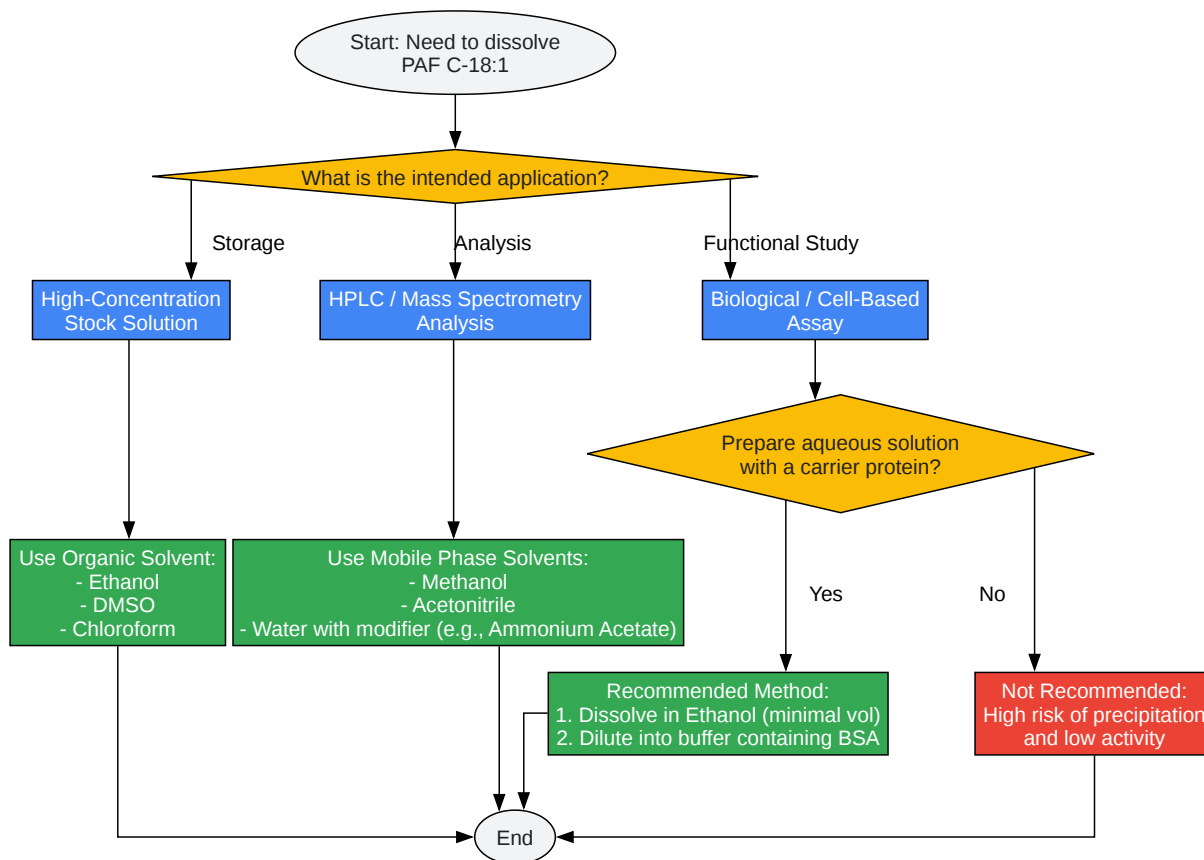 Start: Need to dissolve
PAF C-18:1
What is the intended application?
Storage
Analysis
Functional Study
High-Concentration
Stock Solution
HPLC / Mass Spectrometry
Analysis
Biological / Cell-Based
Assay
Prepare aqueous solution
with a carrier protein?
Use Organic Solvent:
- Ethanol
- DMSO
- Chloroform
Use Mobile Phase Solvents:
- Methanol
- Acetonitrile
- Water with modifier (e.g., Ammonium Acetate)
Yes
No
Recommended Method:
1. Dissolve in Ethanol (minimal vol)
2. Dilute into buffer containing BSA
Not Recommended:
High risk of precipitation
and low activity
End